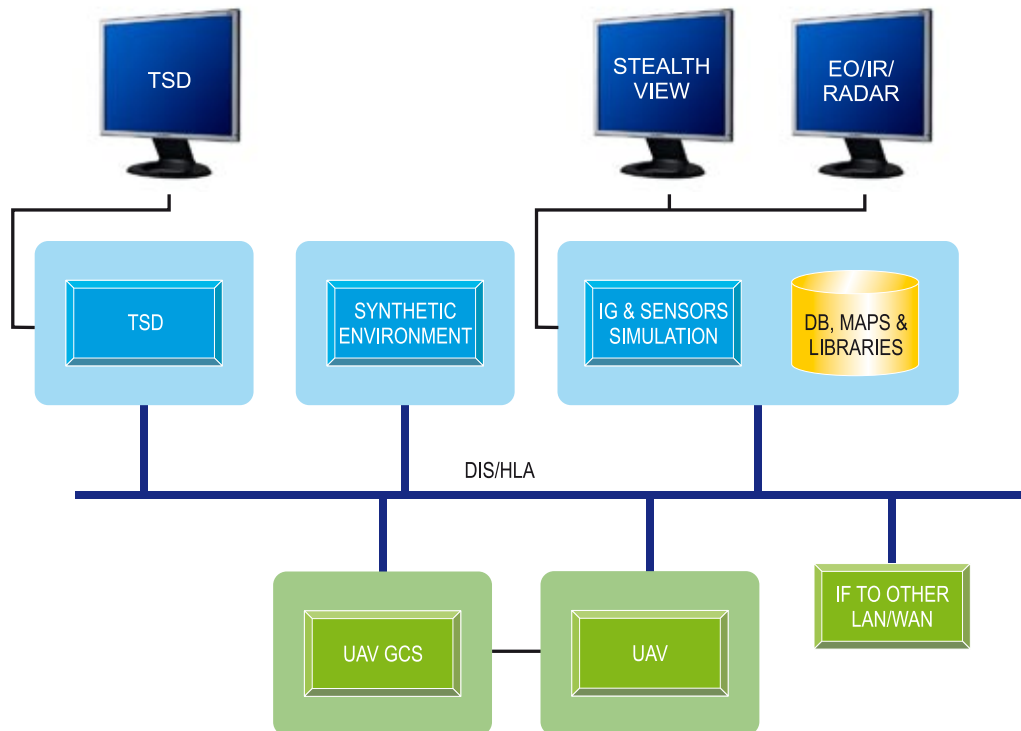 TSD
STEALTH
VIEW
EO/IR/
RADAR
TSD
SYNTHETIC
ENVIRONMENT
IG & SENSORS
SIMULATION
DB, MAPS &
LIBRARIES
DIS/HLA
UAV GCS
UAV
IF TO OTHER
LAN/WAN